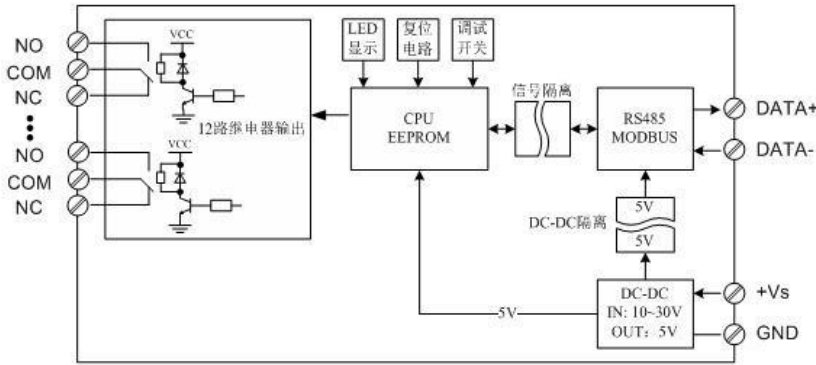 NO
COM
NC
NO
COM
NC
VCC
VCC
12路继电器输出
LED
显示
复位
电路
调试
开关
CPU
EEPROM
信号隔离
RS485
MODBUS
DATA+
DATA-
5V
DC-DC隔离
5V
5V
DC-DC
IN: 10~30V
OUT: 5V
+Vs
GND